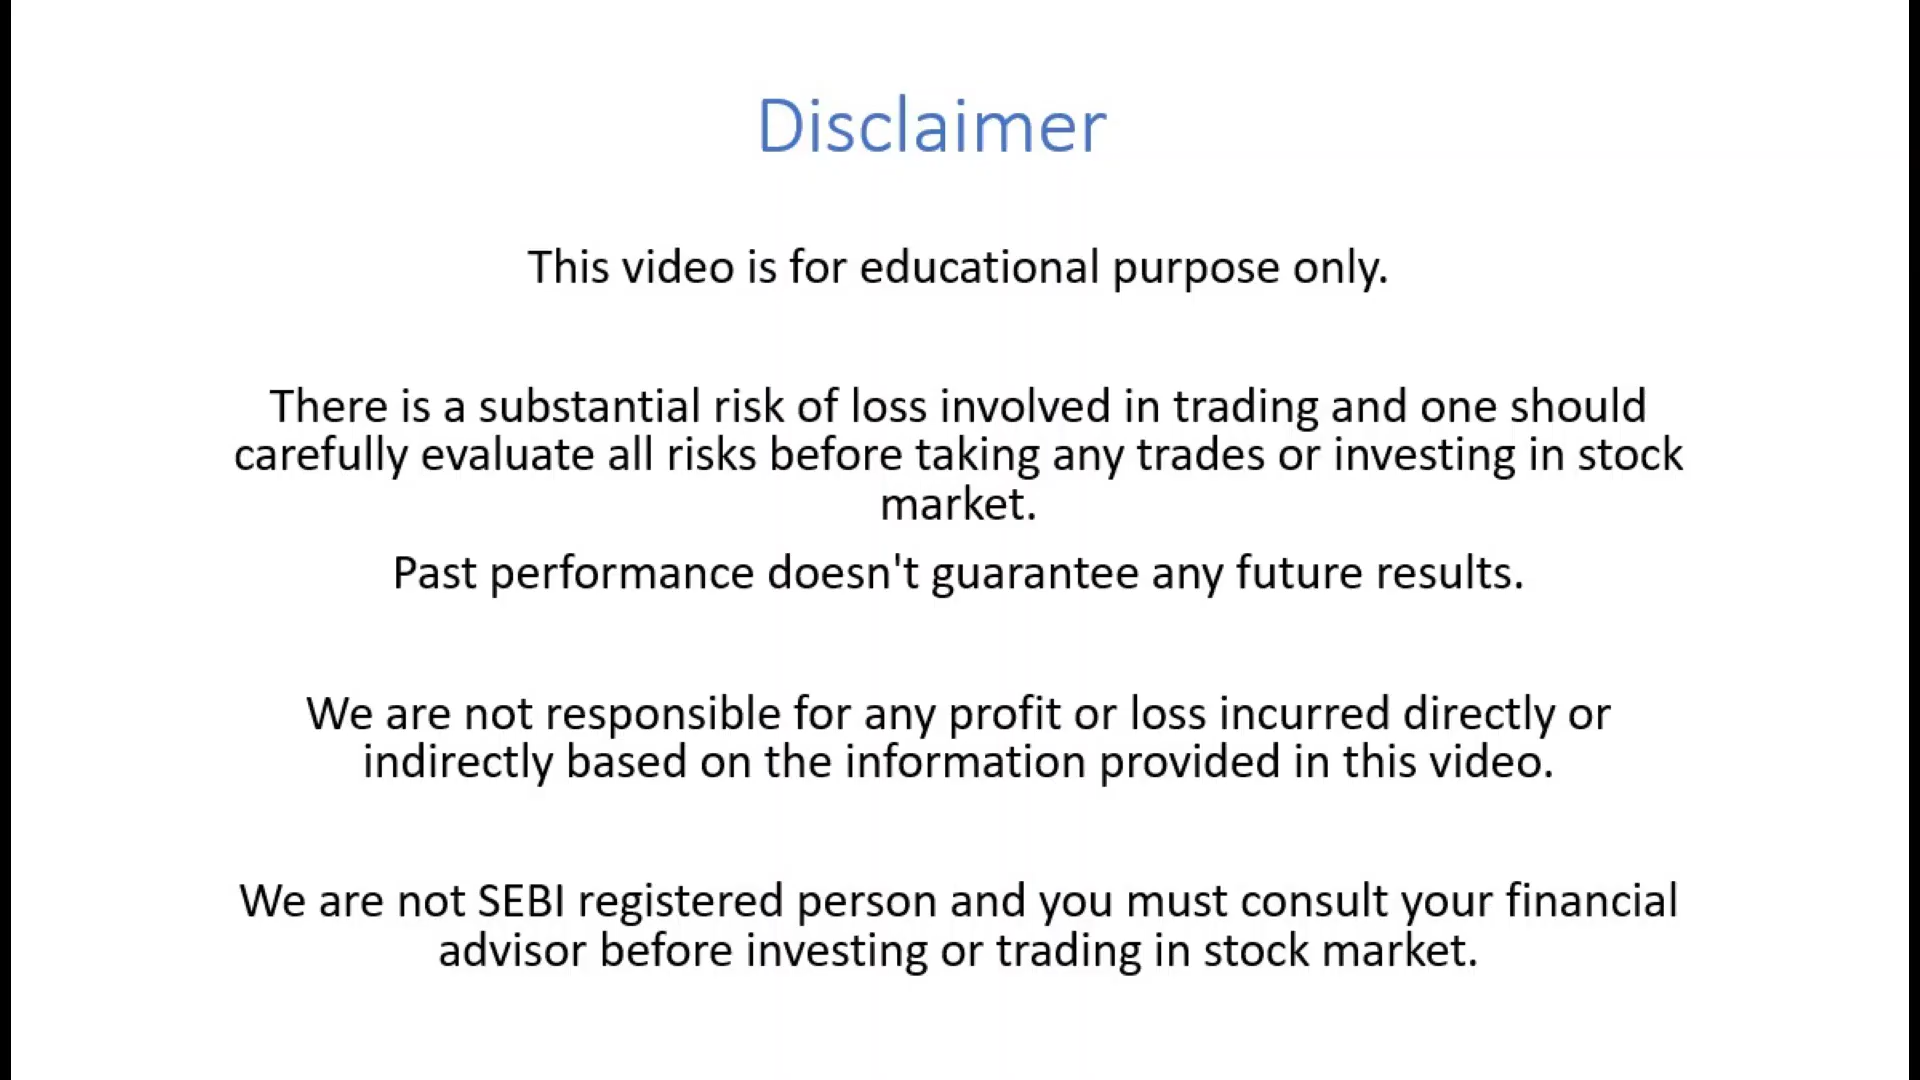 Disclaimer
This video is for educational purpose only.
There is a substantial risk of loss involved in trading and one should
carefully evaluate all risks before taking any trades or investing in stock
market.
Past performance doesn't guarantee any future results.
We are not responsible for any profit or loss incurred directly or
indirectly based on the information provided in this video.
We are not SEBI registered person and you must consult your financial
advisor before investing or trading in stock market.